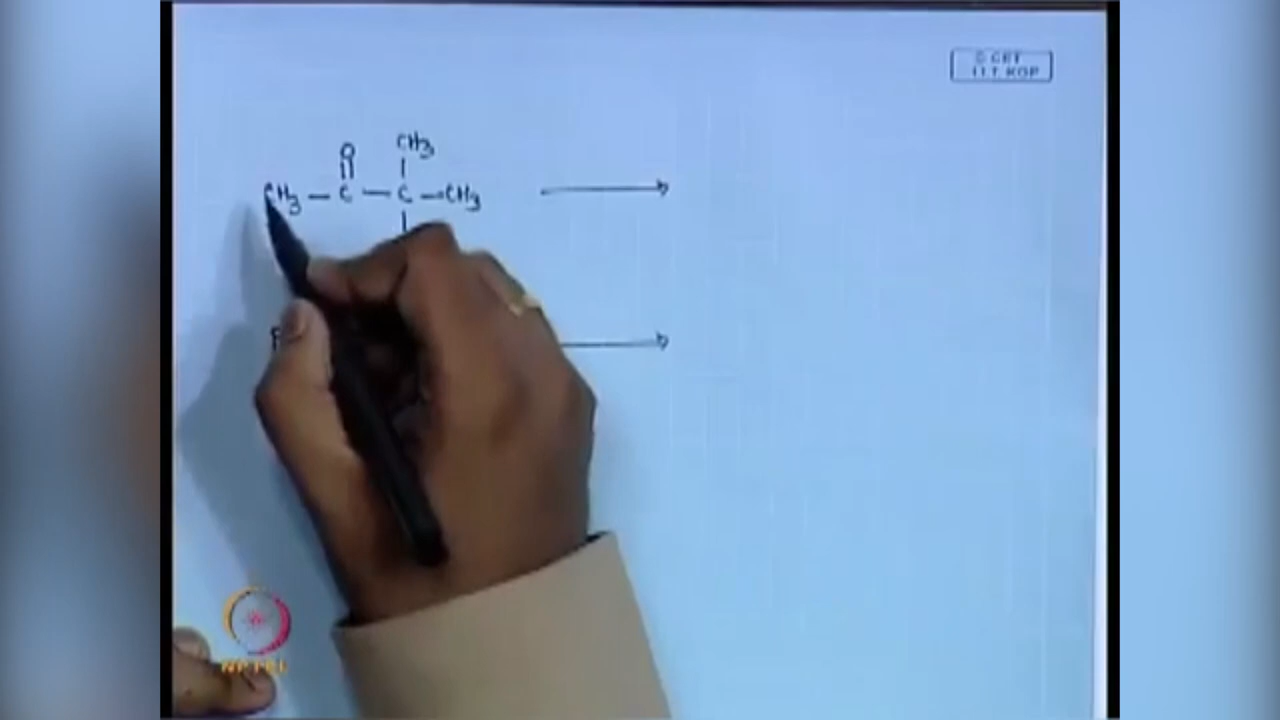 © CET
I.I.T. KGP
O
CH3
CH3 — C — C — CH3
NPTEL